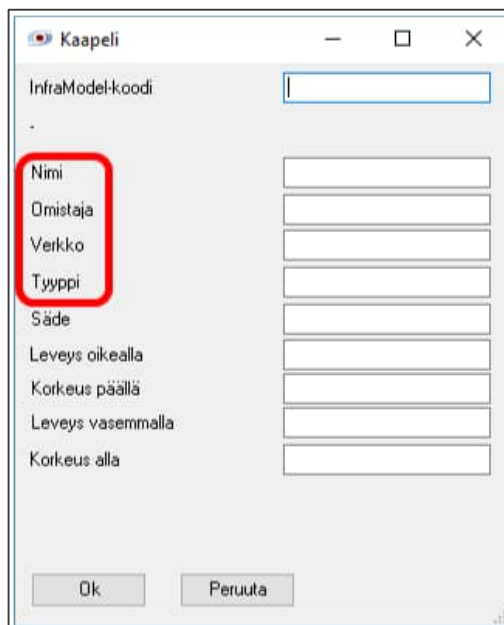 Kaapeli
InfraModel-koodi
-
Nimi
Omistaja
Verkko
Tyyppi
Säde
Leveys oikealla
Korkeus päällä
Leveys vasemmalla
Korkeus alla
Ok Peruuta